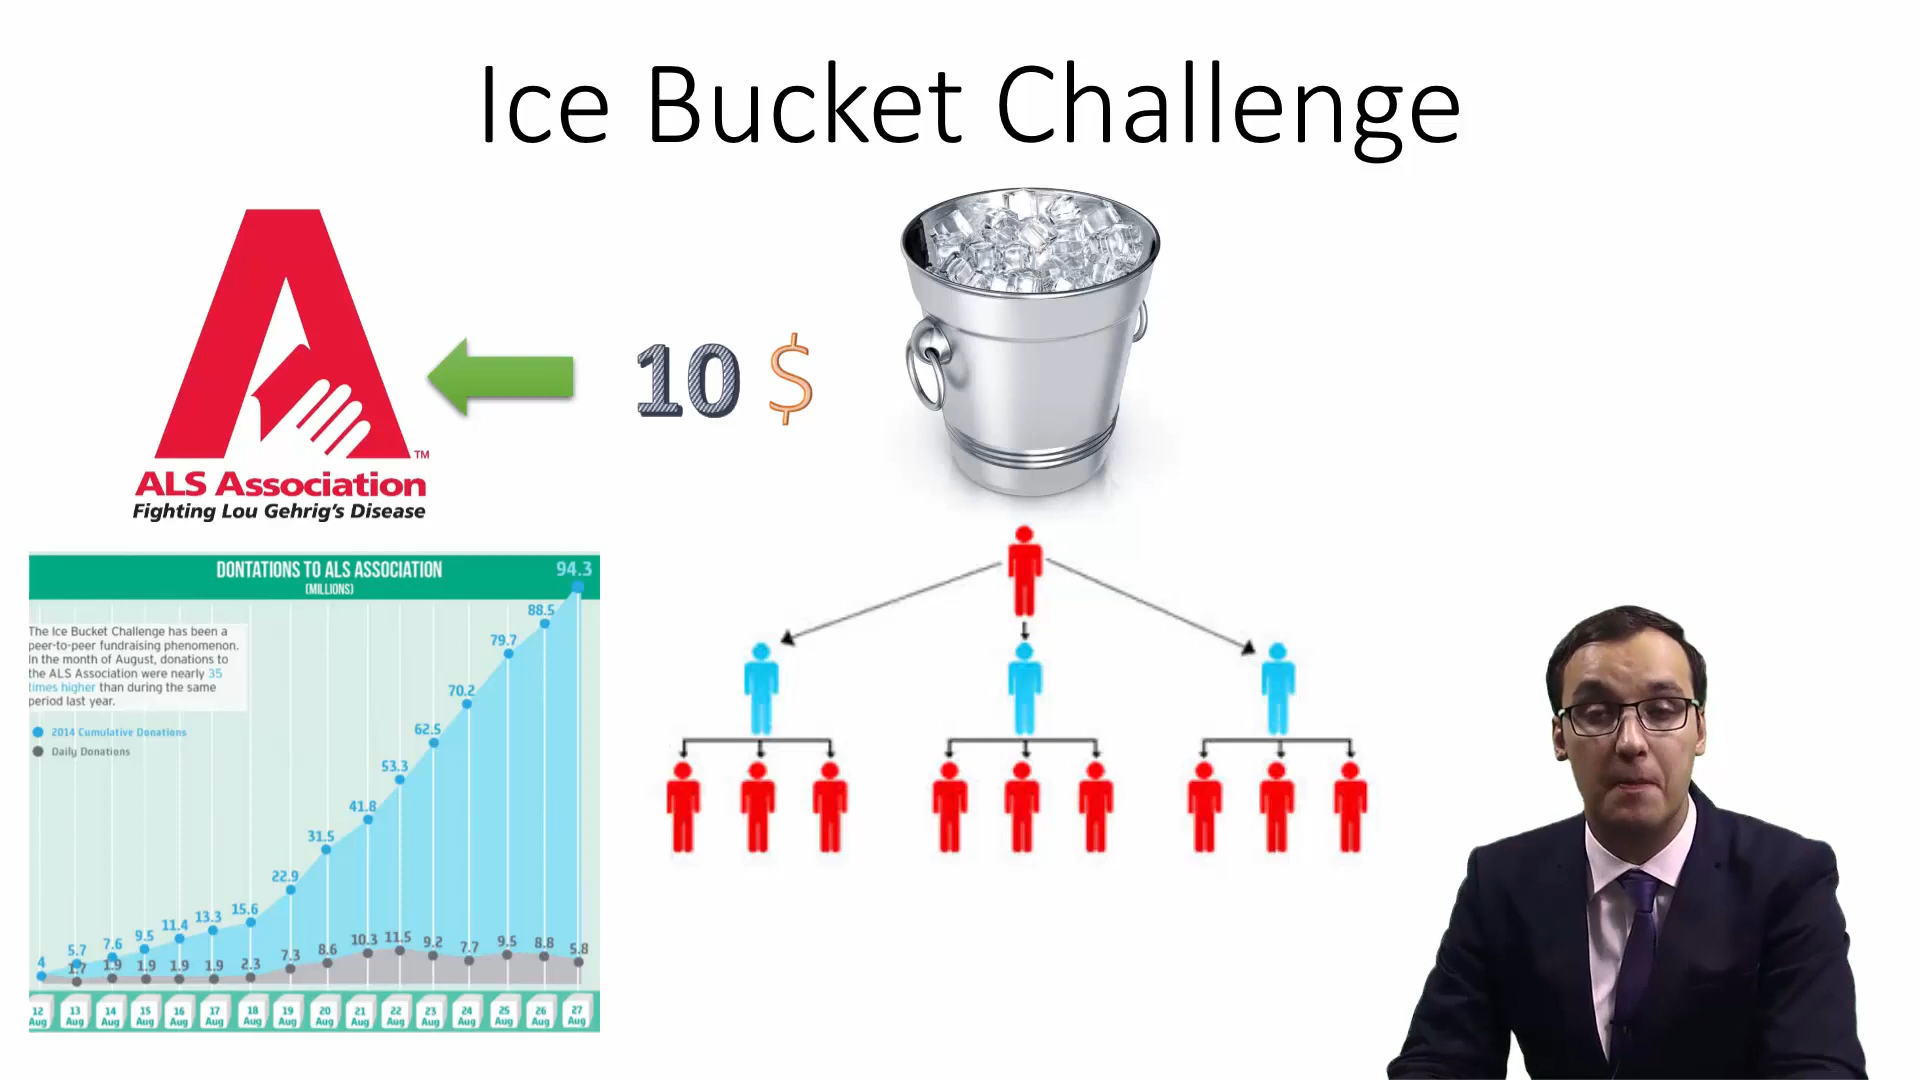 Ice Bucket Challenge
10 $
TM
ALS Association
Fighting Lou Gehrig's Disease
DONTATIONS TO ALS ASSOCIATION
(MILLIONS)
The Ice Bucket Challenge has been a
peer-to-peer fundraising phenomenon.
In the month of August, donations to
the ALS Association were nearly 35
times higher than during the same
period last year.
2014 Cumulative Donations
Daily Donations
4 5.7 7.6 9.5 11.4 13.3 15.6 22.9 31.5 41.8 53.3 62.5 70.2 79.7 88.5 94.3
1.7 1.9 1.9 1.9 1.9 2.3 7.3 8.6 10.3 11.5 9.2 7.7 9.5 8.8 5.8
12 13 14 15 16 17 18 19 20 21 22 23 24 25 26 27
Aug Aug Aug Aug Aug Aug Aug Aug Aug Aug Aug Aug Aug Aug Aug Aug